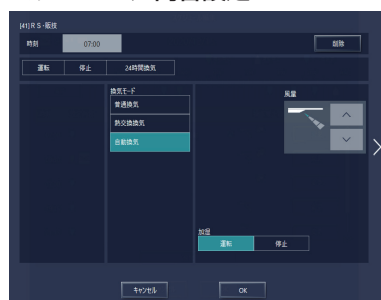 [41]R S･阪技
時刻
07:00
削除
運転
停止
24時間換気
換気モード
普通換気
熱交換換気
自動換気
風量
加湿
運転
停止
キャンセル
OK